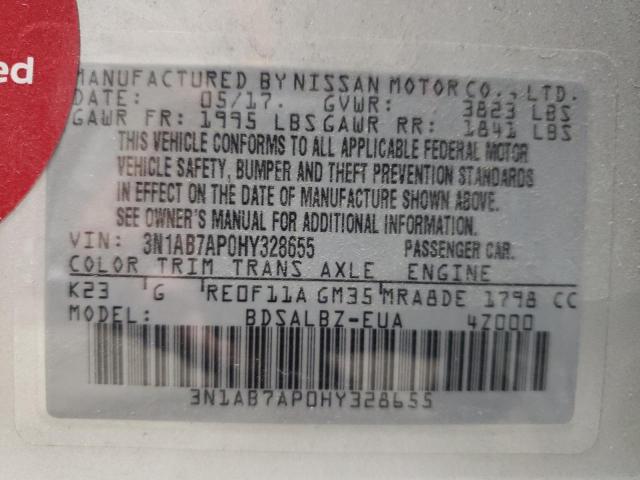 ed
MANUFACTURED BY NISSAN MOTOR CO., LTD.
DATE: 05/17. GVWR: 3823 LBS
GAWR FR: 1995 LBS GAWR RR: 1841 LBS
THIS VEHICLE CONFORMS TO ALL APPLICABLE FEDERAL MOTOR
VEHICLE SAFETY, BUMPER AND THEFT PREVENTION STANDARDS
IN EFFECT ON THE DATE OF MANUFACTURE SHOWN ABOVE.
SEE OWNER'S MANUAL FOR ADDITIONAL INFORMATION.
VIN: 3N1AB7AP0HY328655 PASSENGER CAR.
COLOR TRIM TRANS AXLE ENGINE
K23 G RE0F11A GM35 MRA8DE 1798 CC
MODEL: BDSALBZ-EUA 4Z000
3N1AB7AP0HY328655